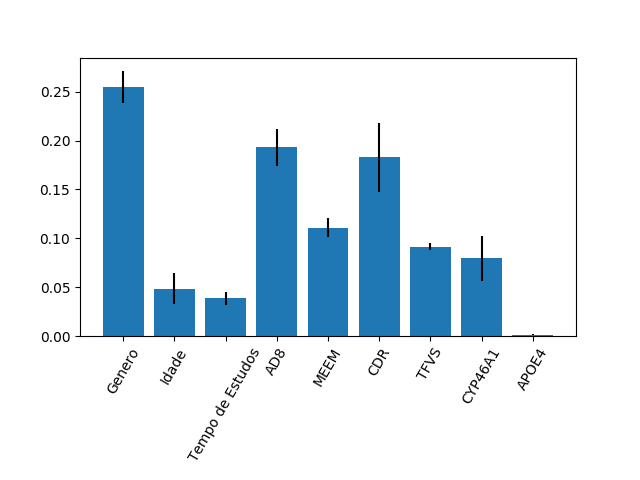 0.25
0.20
0.15
0.10
0.05
0.00
Genero
Idade
Tempo de Estudos
AD8
MEEM
CDR
TFVS
CYP46A1
APOE4